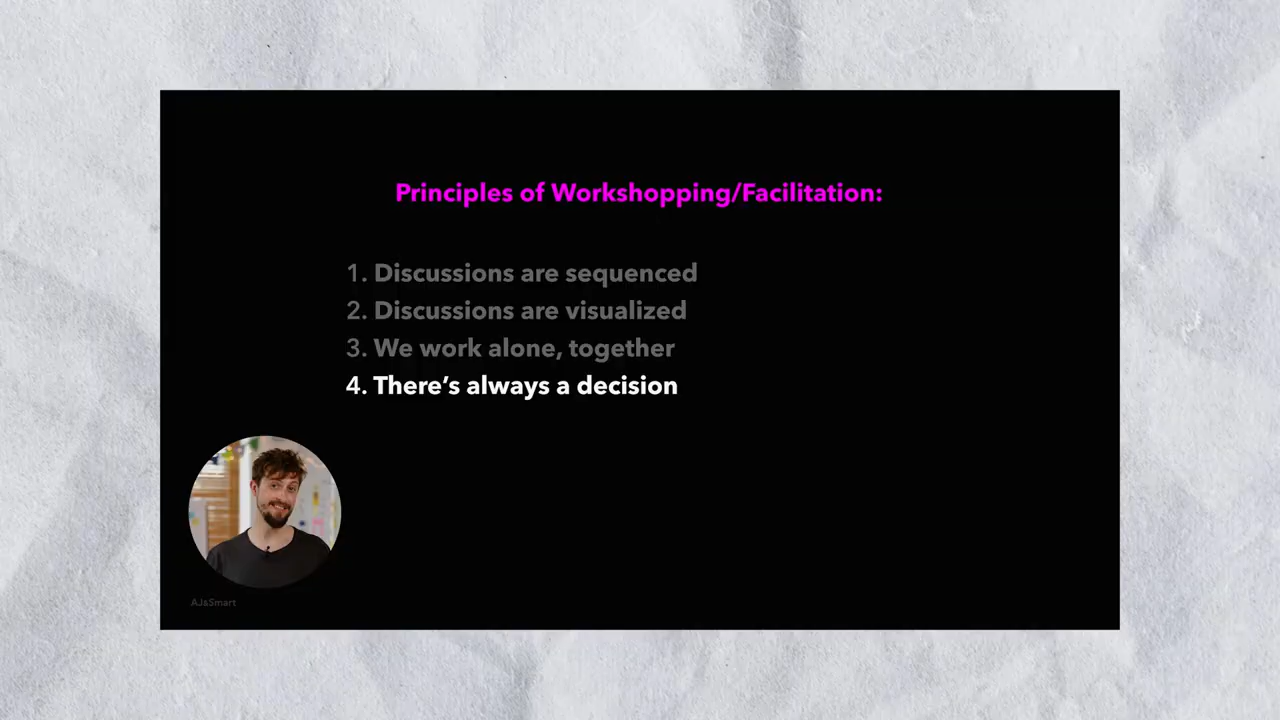 Principles of Workshopping/Facilitation:
1. Discussions are sequenced
2. Discussions are visualized
3. We work alone, together
4. There’s always a decision
AJ&Smart